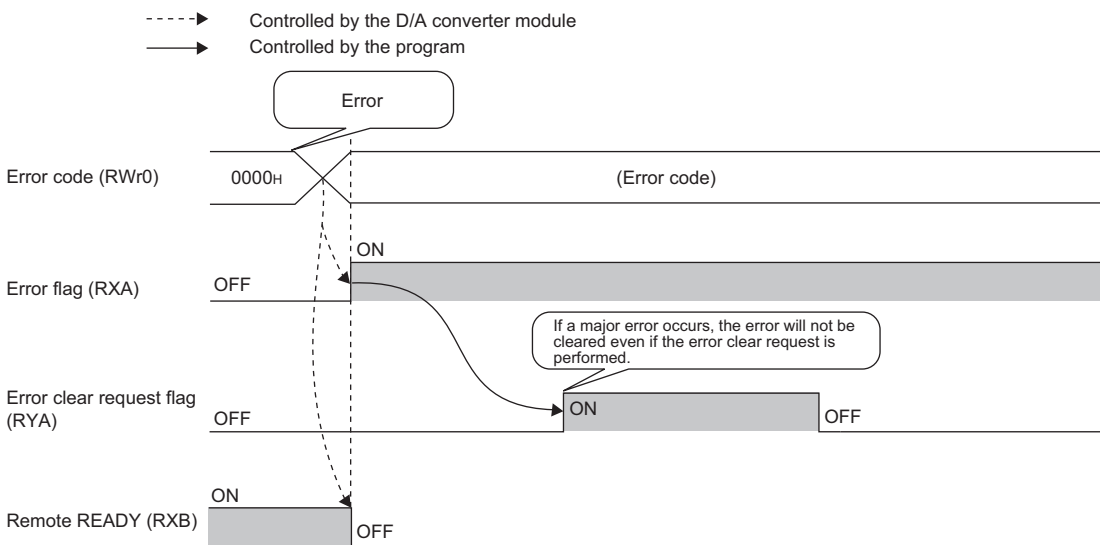 Controlled by the D/A converter module
Controlled by the program
Error
Error code (RWr0)
0000H
(Error code)
ON
Error flag (RXA)
OFF
If a major error occurs, the error will not be
cleared even if the error clear request is
performed.
Error clear request flag
(RYA)
OFF
ON
OFF
ON
Remote READY (RXB)
OFF